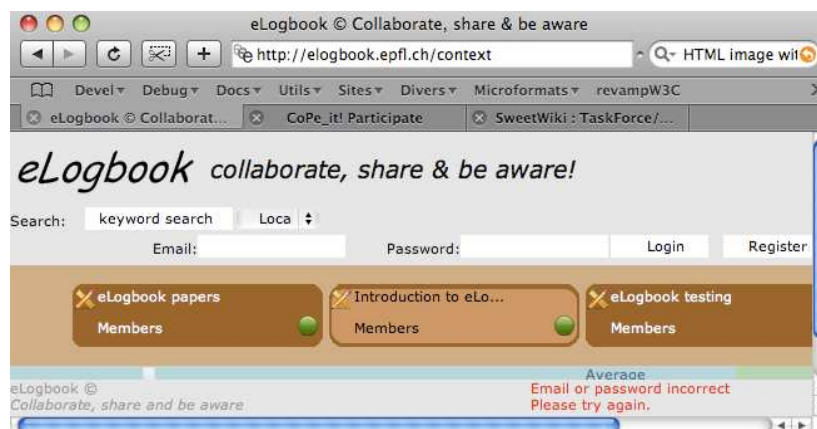 eLogbook © Collaborate, share & be aware
http://elogbook.epfl.ch/context
HTML image wit
Devel Debug Docs Utils Sites Divers Microformats revampW3C
eLogbook © Collaborat... CoPe_it! Participate SweetWiki : TaskForce/...
eLogbook collaborate, share & be aware!
Search: keyword search Loca
Email: Password: Login Register
eLogbook papers Introduction to eLo... eLogbook testing
Members Members Members
Average
eLogbook © Email or password incorrect
Collaborate, share and be aware Please try again.